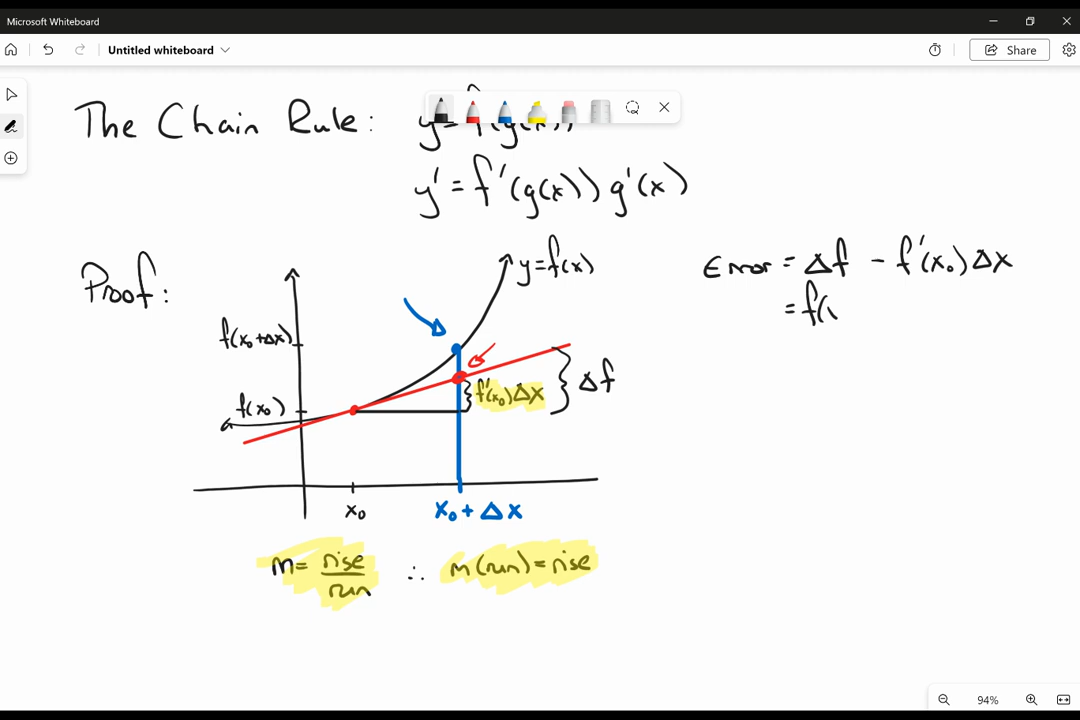 Microsoft Whiteboard
Untitled whiteboard
Share
The Chain Rule: y = f(g(x))
y' = f'(g(x)) g'(x)
Proof:
y=f(x)
Error = Δf - f'(x₀)Δx
= f(
f(x₀+Δx)
f'(x₀)Δx
Δf
f(x₀)
x₀
x₀ + Δx
m = rise/run ∴ m(run) = rise
94%